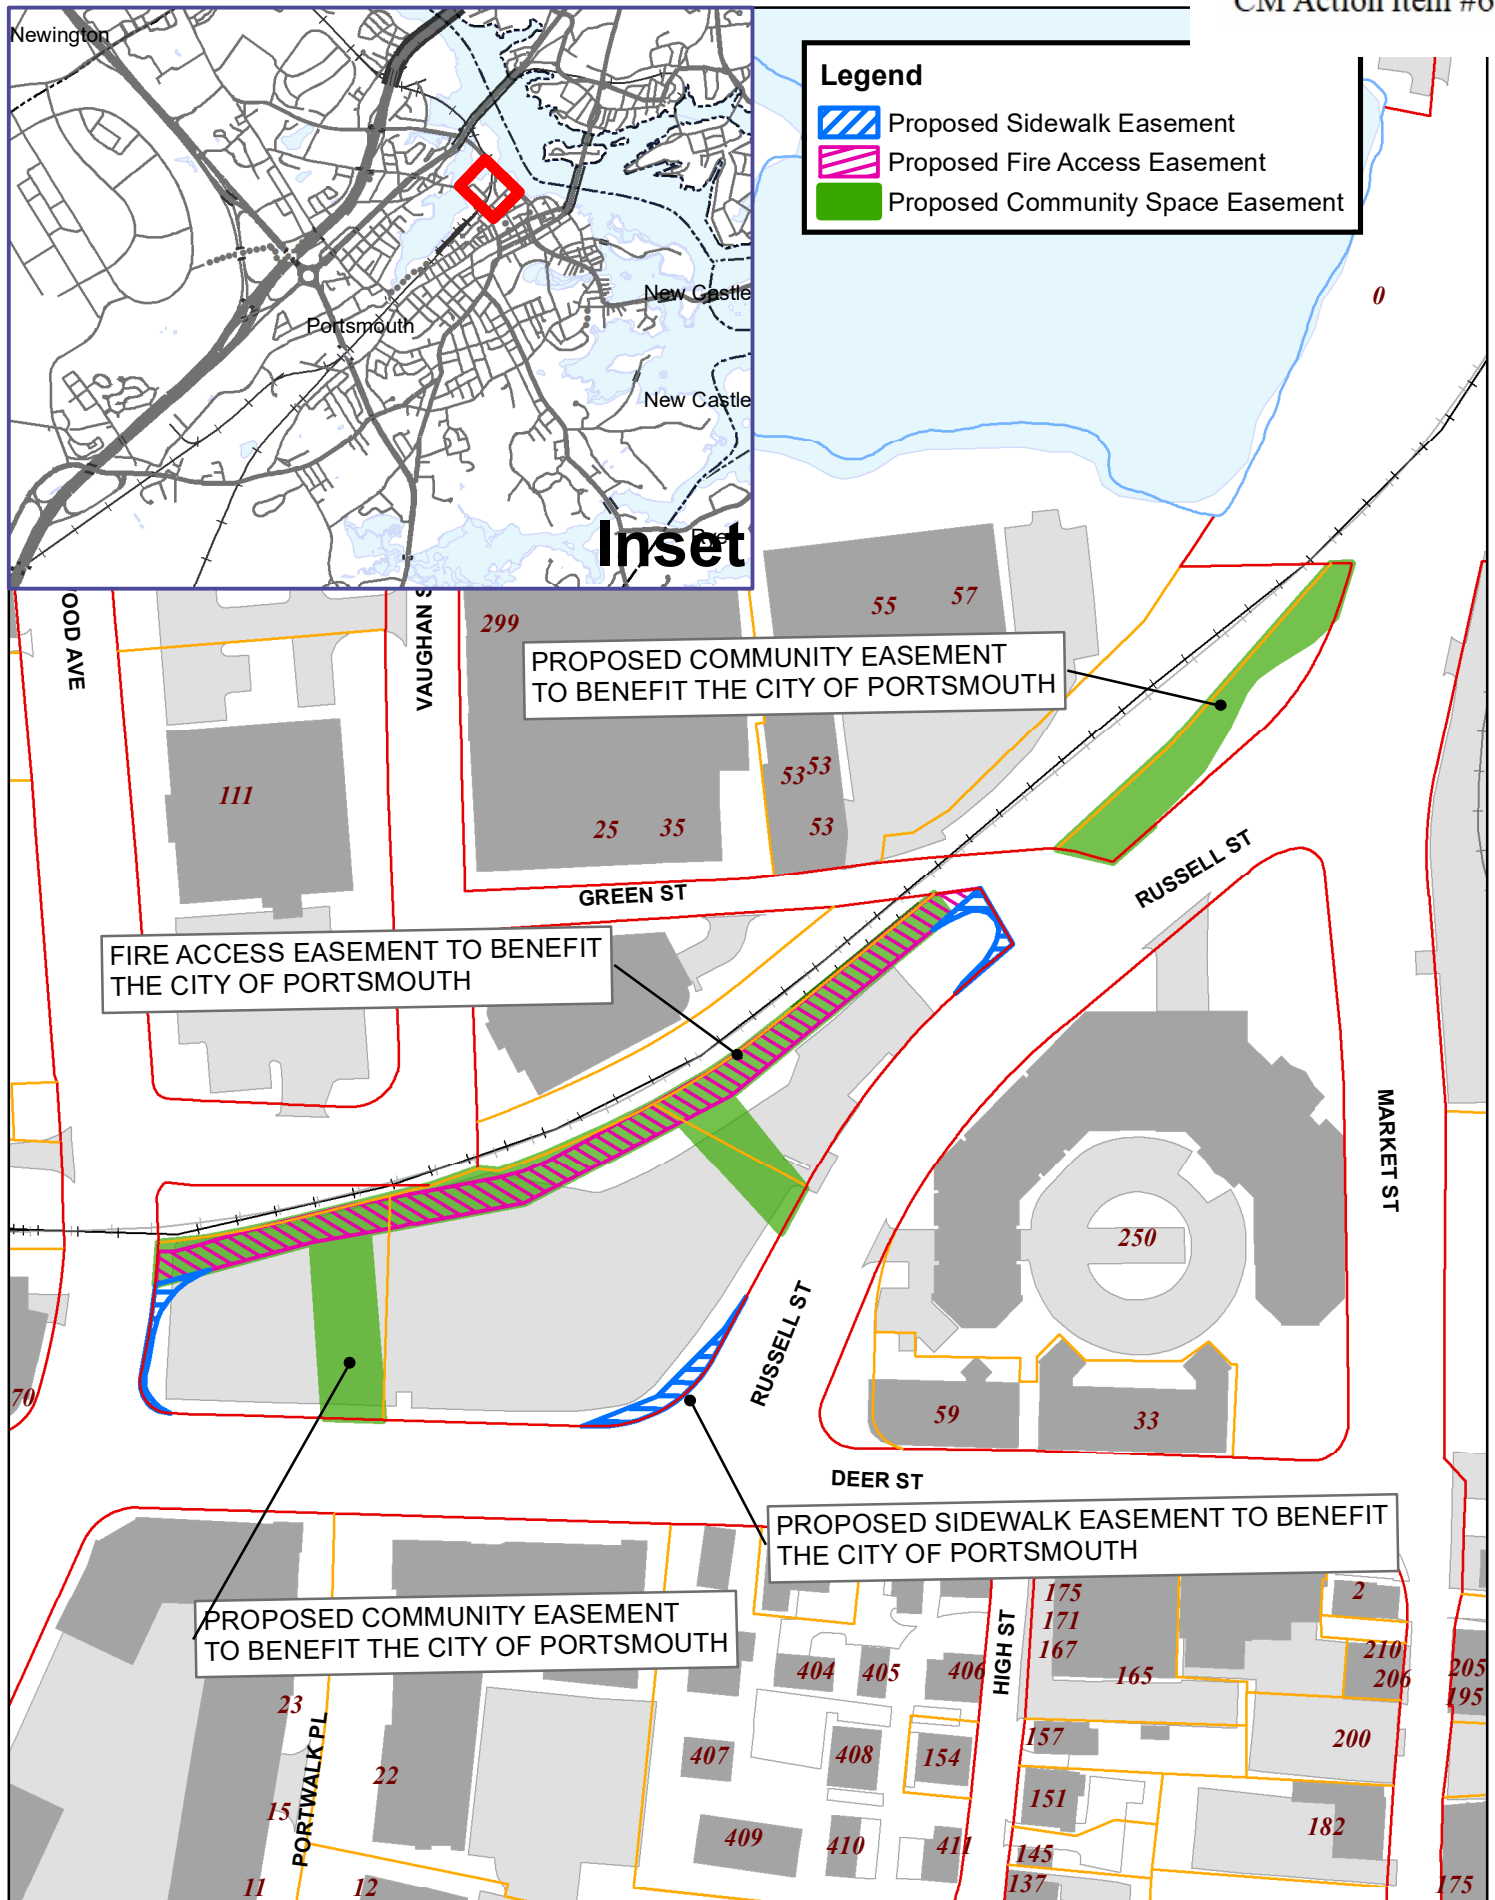 CM Action Item #6
Newington
New Castle
Portsmouth
New Castle
Rye
Inset
Legend
Proposed Sidewalk Easement
Proposed Fire Access Easement
Proposed Community Space Easement
0
OOD AVE
VAUGHAN S
299
55
57
PROPOSED COMMUNITY EASEMENT
TO BENEFIT THE CITY OF PORTSMOUTH
111
53
53
25
35
53
GREEN ST
RUSSELL ST
FIRE ACCESS EASEMENT TO BENEFIT
THE CITY OF PORTSMOUTH
MARKET ST
250
RUSSELL ST
70
59
33
DEER ST
PROPOSED SIDEWALK EASEMENT TO BENEFIT
THE CITY OF PORTSMOUTH
PROPOSED COMMUNITY EASEMENT
TO BENEFIT THE CITY OF PORTSMOUTH
HIGH ST
175
171
167
165
2
210
206
205
195
404
405
406
23
PORTWALK PL
22
15
11
12
407
408
154
157
200
151
182
409
410
411
145
137
175